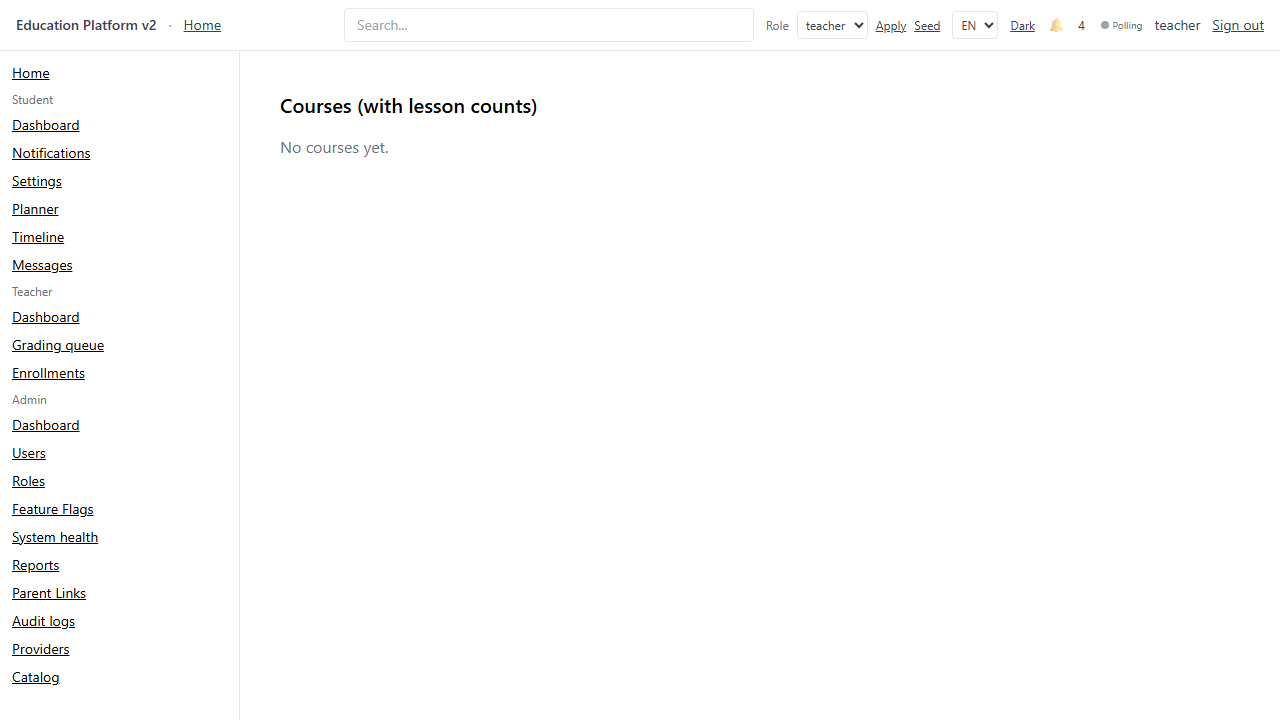 Education Platform v2 · Home Search... Role teacher Apply Seed EN Dark 4 Polling teacher Sign out
Home
Student
Dashboard
Notifications
Settings
Planner
Timeline
Messages
Teacher
Dashboard
Grading queue
Enrollments
Admin
Dashboard
Users
Roles
Feature Flags
System health
Reports
Parent Links
Audit logs
Providers
Catalog
Courses (with lesson counts)
No courses yet.